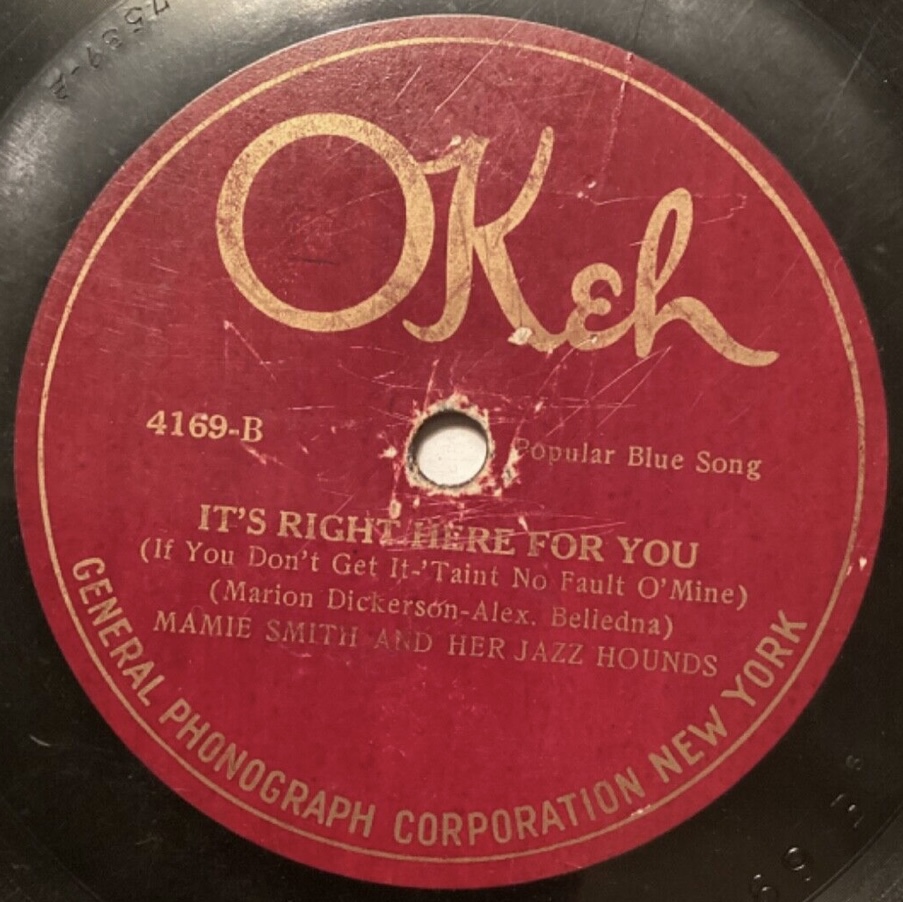 OKeh
4169-B
Popular Blue Song
IT'S RIGHT HERE FOR YOU
(If You Don't Get It-'Taint No Fault O'Mine)
(Marion Dickerson-Alex. Beliedna)
MAMIE SMITH AND HER JAZZ HOUNDS
GENERAL PHONOGRAPH CORPORATION NEW YORK